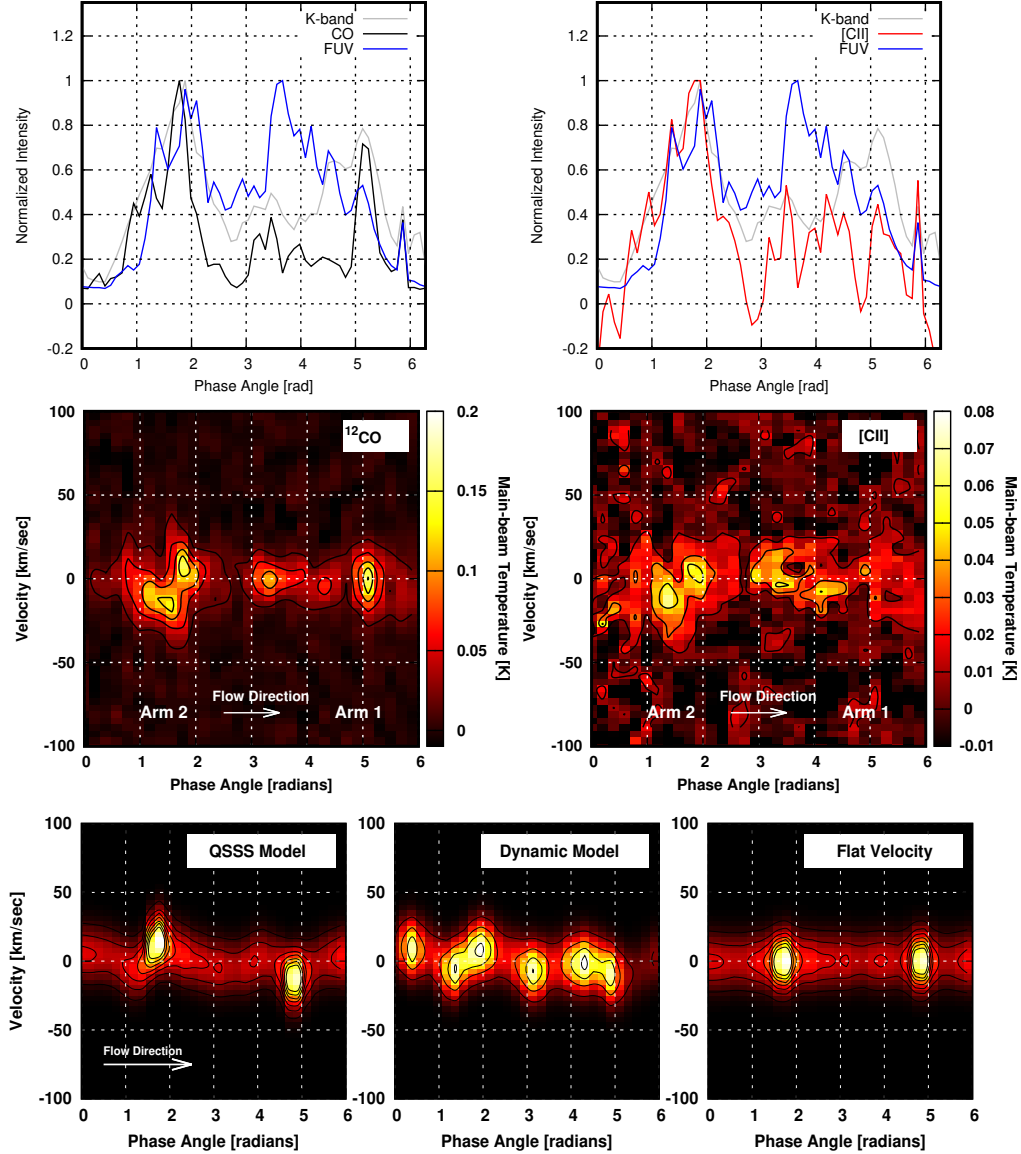 K-band
CO
FUV
Normalized Intensity
1.2
1
0.8
0.6
0.4
0.2
0
-0.2
0 1 2 3 4 5 6
Phase Angle [rad]
K-band
[CII]
FUV
Normalized Intensity
1.2
1
0.8
0.6
0.4
0.2
0
-0.2
0 1 2 3 4 5 6
Phase Angle [rad]
12CO
Velocity [km/sec]
100
50
0
-50
-100
Flow Direction
Arm 2
Arm 1
0 1 2 3 4 5 6
Phase Angle [radians]
0.2
0.15
0.1
0.05
0
Main-beam Temperature [K]
[CII]
Velocity [km/sec]
100
50
0
-50
-100
Flow Direction
Arm 2
Arm 1
0 1 2 3 4 5 6
Phase Angle [radians]
0.08
0.07
0.06
0.05
0.04
0.03
0.02
0.01
0
-0.01
Main-beam Temperature [K]
QSSS Model
Velocity [km/sec]
100
50
0
-50
-100
Flow Direction
0 1 2 3 4 5 6
Phase Angle [radians]
Dynamic Model
100
50
0
-50
-100
0 1 2 3 4 5 6
Phase Angle [radians]
Flat Velocity
100
50
0
-50
-100
0 1 2 3 4 5 6
Phase Angle [radians]